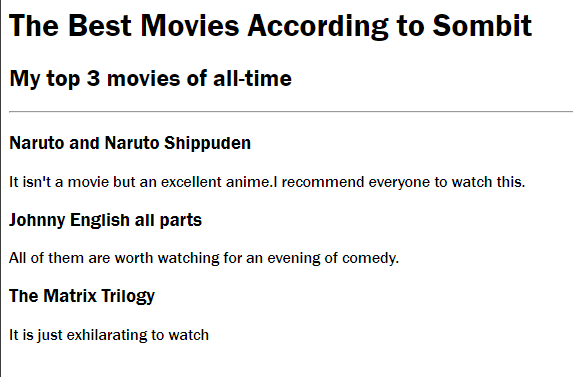 The Best Movies According to Sombit
My top 3 movies of all-time
Naruto and Naruto Shippuden
It isn't a movie but an excellent anime.I recommend everyone to watch this.
Johnny English all parts
All of them are worth watching for an evening of comedy.
The Matrix Trilogy
It is just exhilarating to watch